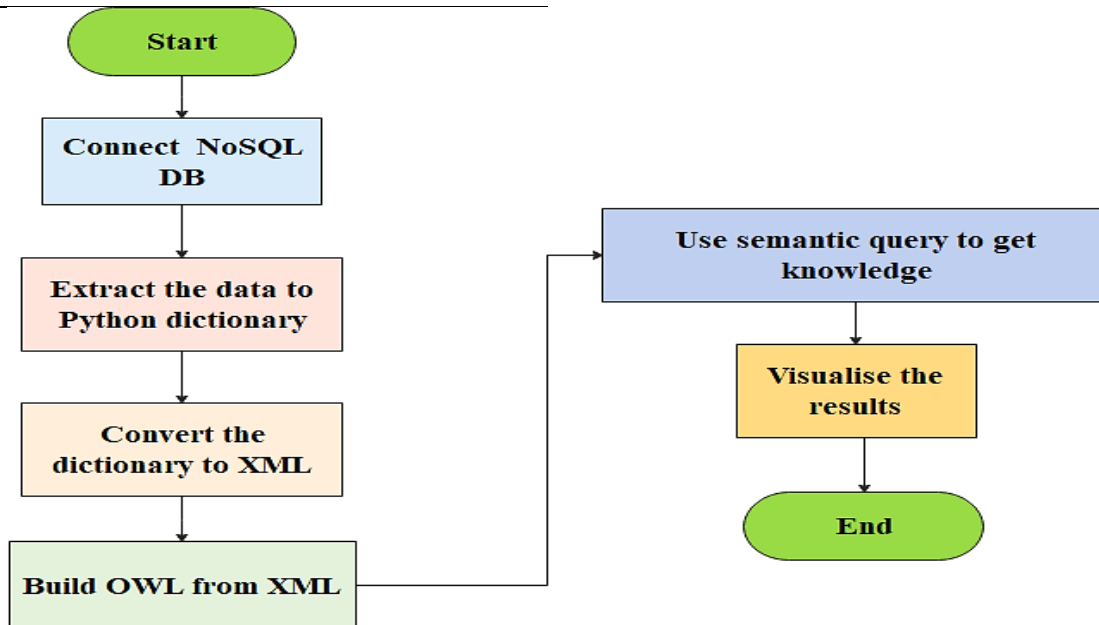 Start
Connect NoSQL
DB
Extract the data to
Python dictionary
Convert the
dictionary to XML
Build OWL from XML
Use semantic query to get
knowledge
Visualise the
results
End